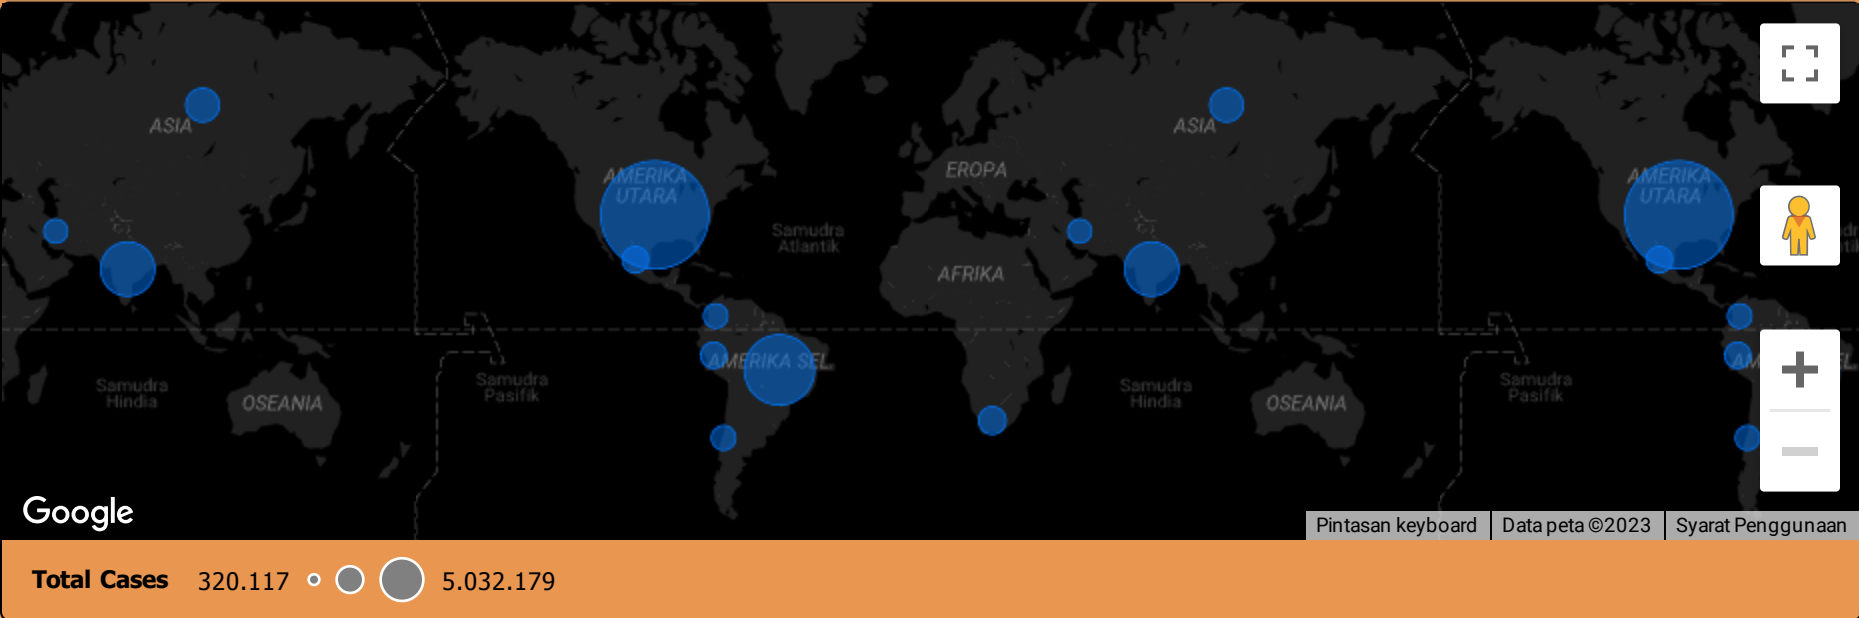 ASIA
ASIA
AMERIKA
UTARA
EROPA
AMERIKA
UTARA
Samudra
Atlantik
AFRIKA
AMERIKA SEL.
Samudra
Hindia
OSEANIA
Samudra
Pasifik
Samudra
Hindia
OSEANIA
Samudra
Pasifik
Google
Pintasan keyboard
Data peta ©2023
Syarat Penggunaan
Total Cases 320.117 5.032.179